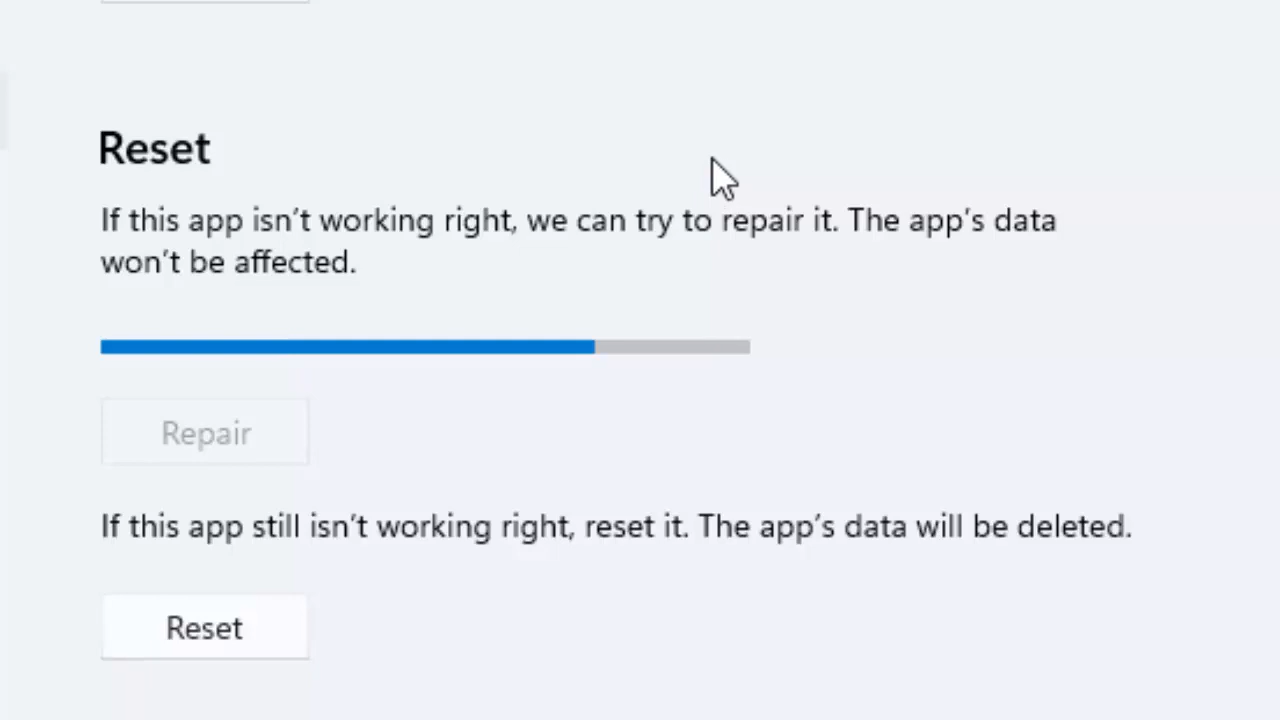 Reset
If this app isn’t working right, we can try to repair it. The app’s data
won’t be affected.
Repair
If this app still isn’t working right, reset it. The app’s data will be deleted.
Reset